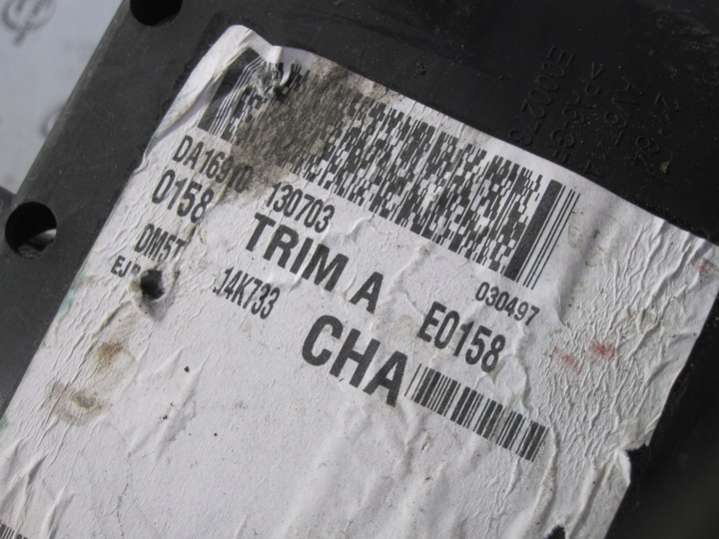 DA16910 130703 030497
0158 TRIM A E0158
DM5T 14K733 CHA